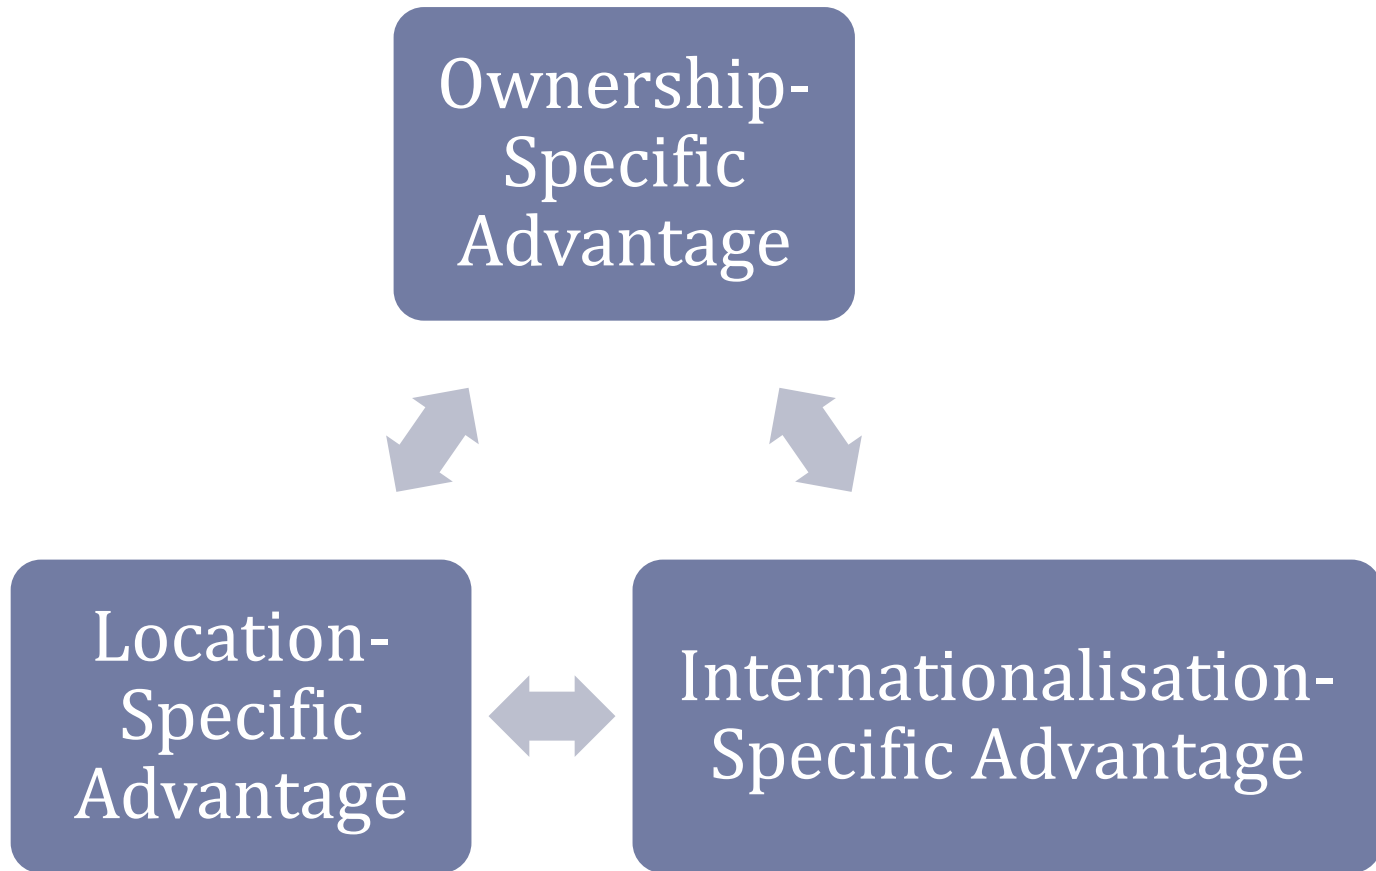 Ownership-
Specific
Advantage
Location-
Specific
Advantage
Internationalisation-
Specific Advantage